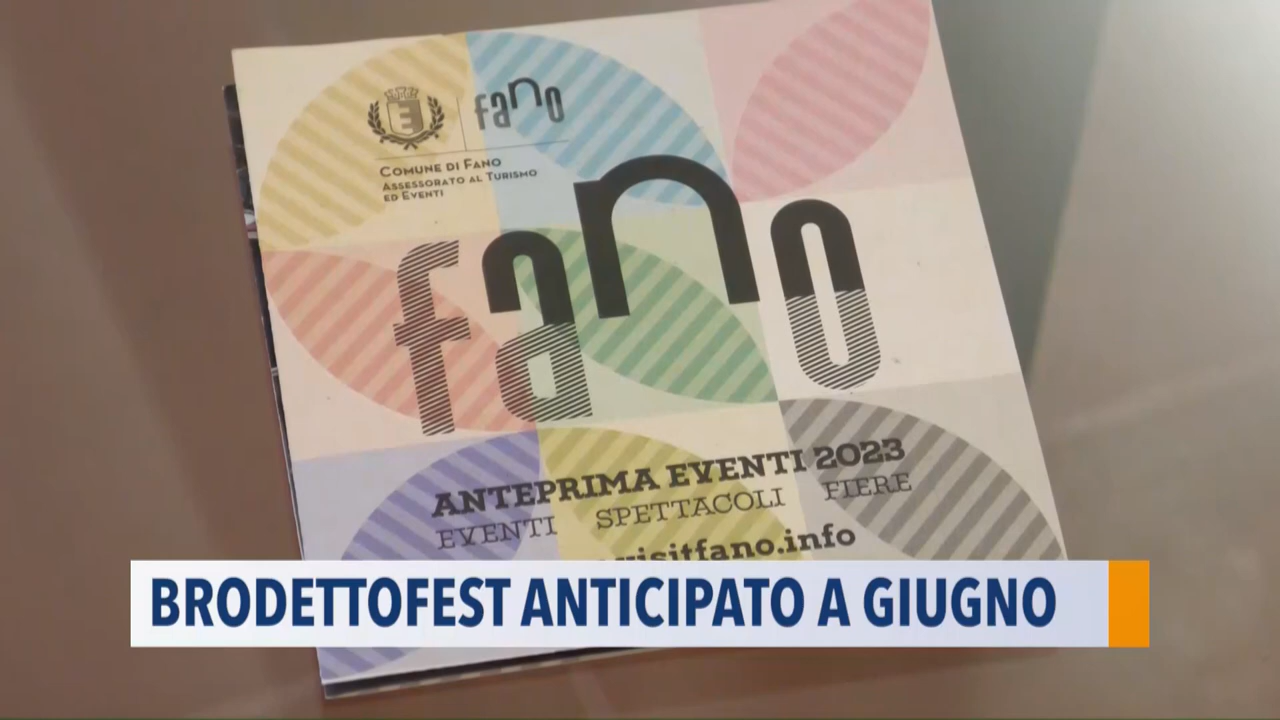 fano
COMUNE DI FANO
ASSESSORATO AL TURISMO
ED EVENTI
fano
ANTEPRIMA EVENTI 2023
EVENTI SPETTACOLI FIERE
visitfano.info
BRODETTOFEST ANTICIPATO A GIUGNO